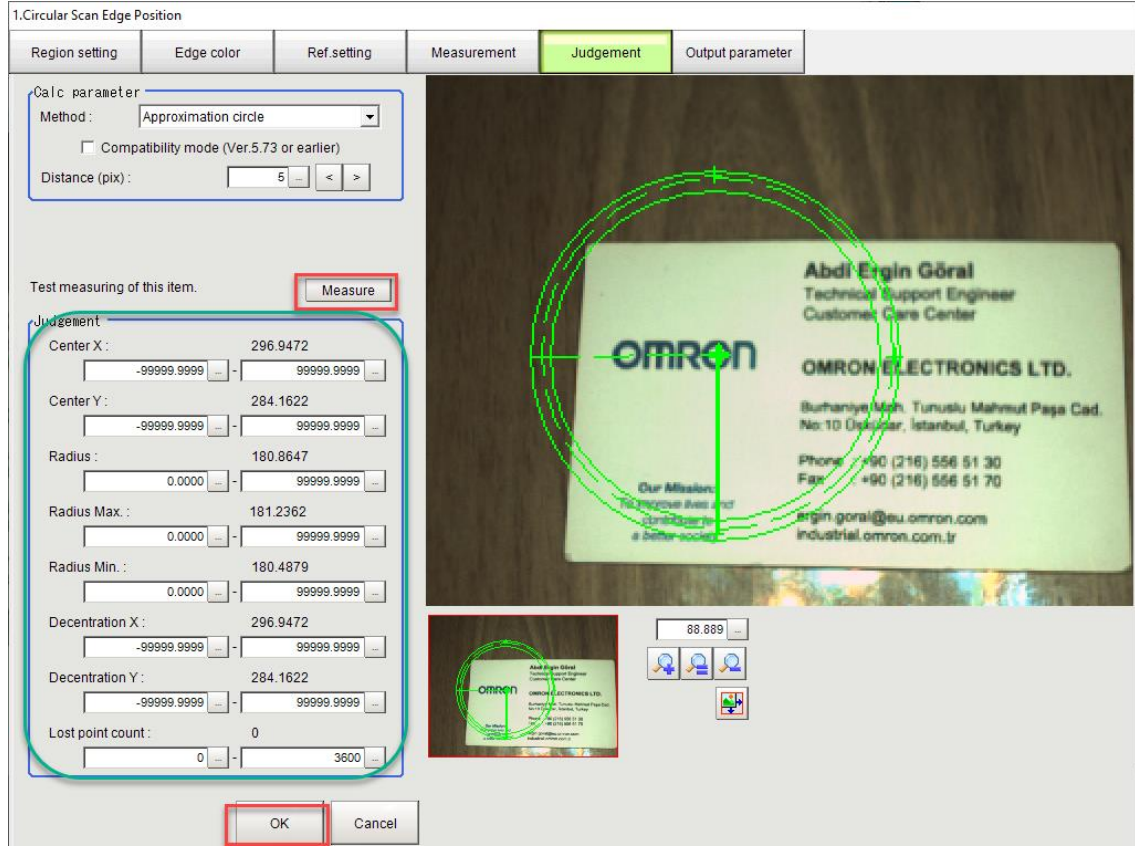 1.Circular Scan Edge Position
Region setting Edge color Ref.setting Measurement Judgement Output parameter
Calc parameter
Method : Approximation circle
Compatibility mode (Ver.5.73 or earlier)
Distance (pix) : 5 ... < >
Test measuring of this item. Measure
Judgement
Center X : 296.9472
-99999.9999 ... - 99999.9999 ...
Center Y : 284.1622
-99999.9999 ... - 99999.9999 ...
Radius : 180.8647
0.0000 ... - 99999.9999 ...
Radius Max. : 181.2362
0.0000 ... - 99999.9999 ...
Radius Min. : 180.4879
0.0000 ... - 99999.9999 ...
Decentration X : 296.9472
-99999.9999 ... - 99999.9999 ...
Decentration Y : 284.1622
-99999.9999 ... - 99999.9999 ...
Lost point count : 0
0 ... - 3600 ...
OK Cancel
Abdi Ergin Göral
Technical Support Engineer
Customer Care Center
OMRON
OMRON ELECTRONICS LTD.
Burhaniye Mah. Tunuslu Mahmut Paşa Cad.
No:10 Üsküdar, İstanbul, Turkey
Phone : +90 (216) 556 51 30
Fax : +90 (216) 556 51 70
Our Mission:
To improve lives and
contribute to
a better society
ergin.goral@eu.omron.com
industrial.omron.com.tr
88.889 ...